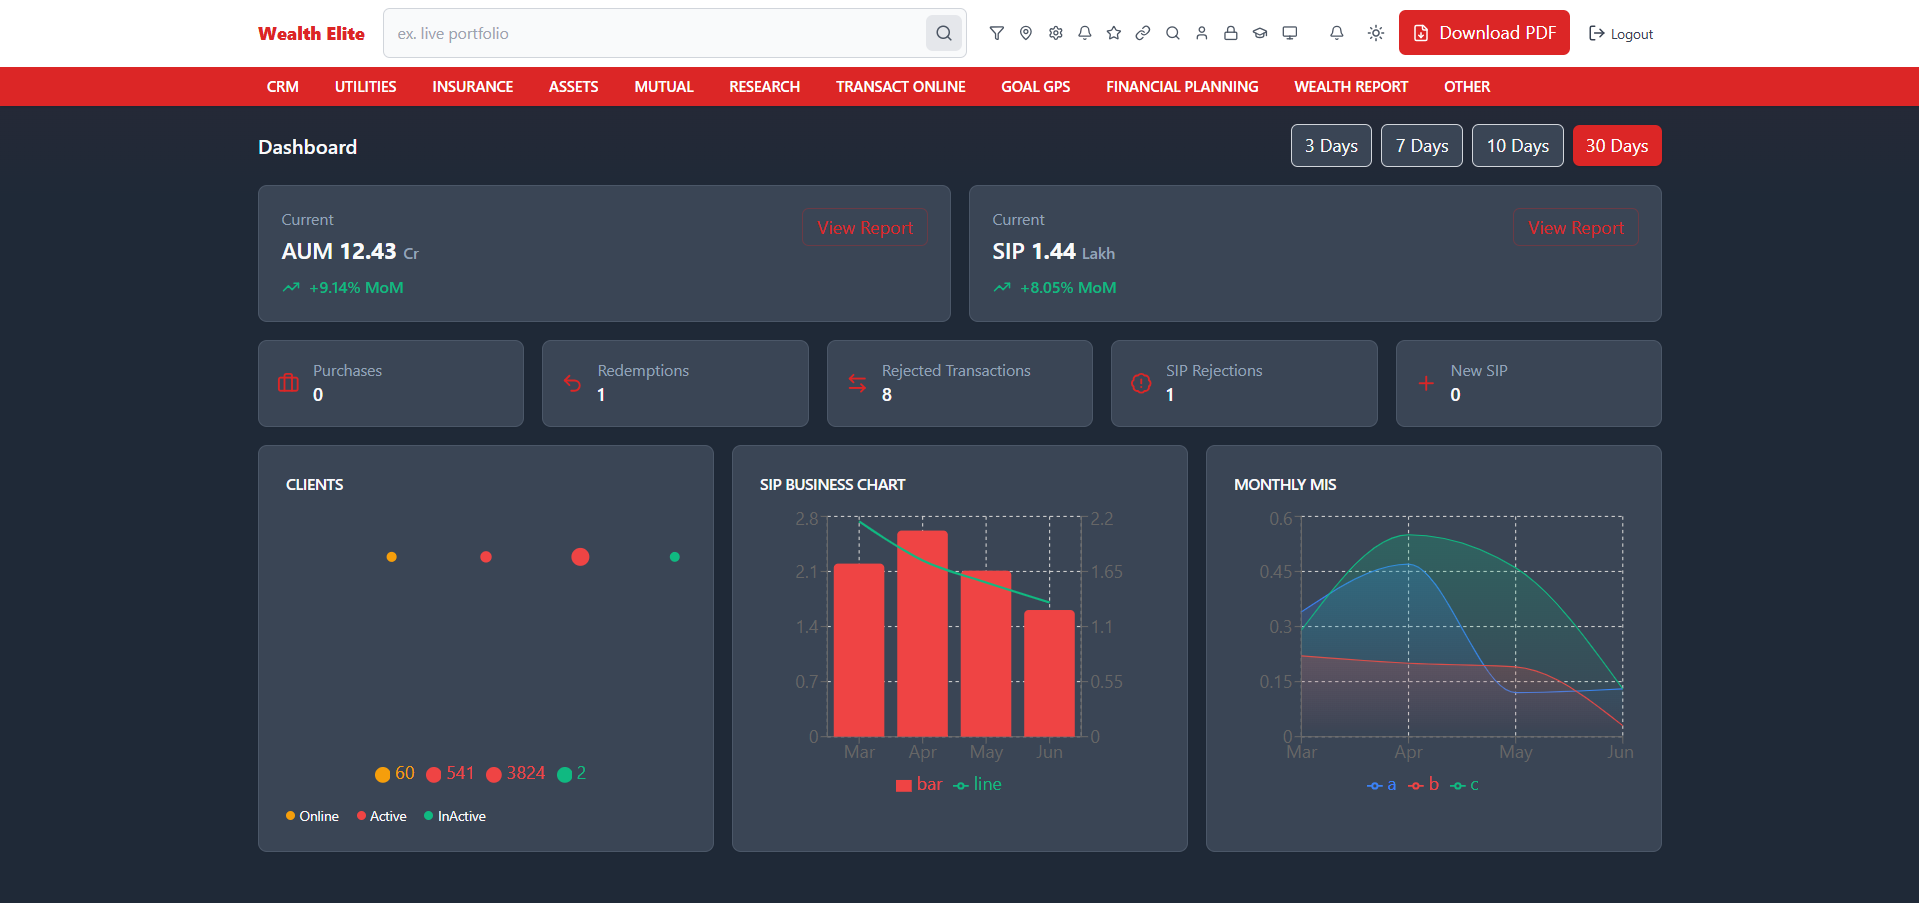 Wealth Elite
ex. live portfolio
Download PDF
Logout
CRM UTILITIES INSURANCE ASSETS MUTUAL RESEARCH TRANSACT ONLINE GOAL GPS FINANCIAL PLANNING WEALTH REPORT OTHER
Dashboard
3 Days 7 Days 10 Days 30 Days
Current
View Report
AUM 12.43 Cr
+9.14% MoM
Current
View Report
SIP 1.44 Lakh
+8.05% MoM
Purchases
0
Redemptions
1
Rejected Transactions
8
SIP Rejections
1
New SIP
0
CLIENTS
60 541 3824 2
Online Active InActive
SIP BUSINESS CHART
2.8 2.2
2.1 1.65
1.4 1.1
0.7 0.55
0 0
Mar Apr May Jun
bar line
MONTHLY MIS
0.6
0.45
0.3
0.15
0
Mar Apr May Jun
a b c